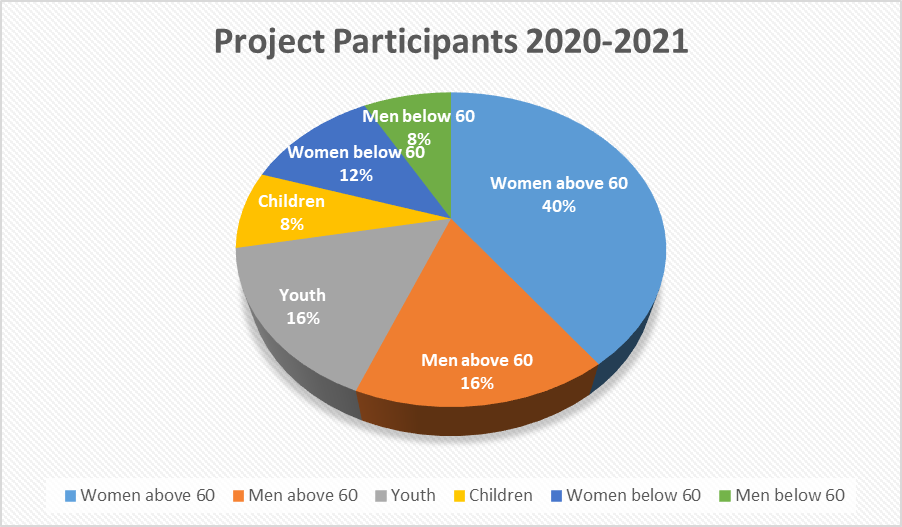 Project Participants 2020-2021
Men below 60
8%
Women below 60
12%
Women above 60
40%
Children
8%
Youth
16%
Men above 60
16%
Women above 60 Men above 60 Youth Children Women below 60 Men below 60